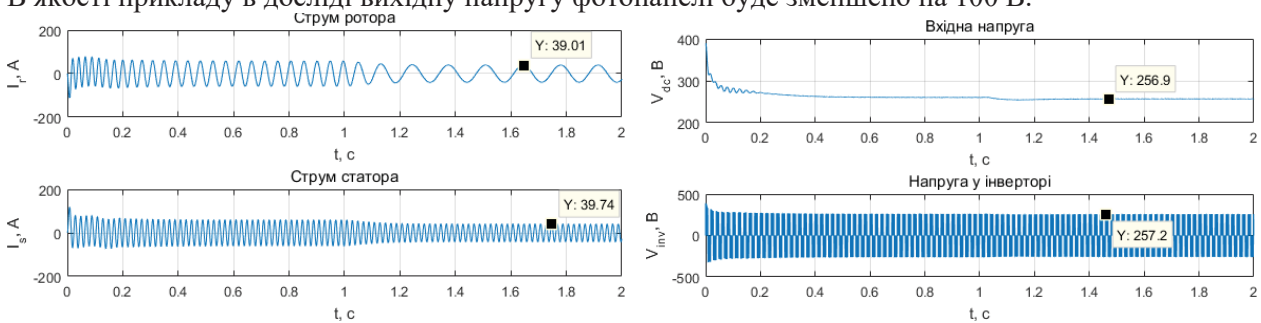 В якості прикладу в досліді вихідну напругу фотопанелі буде зменшено на 100 В.
Струм ротора
200
0
-200
I_r, А
Y: 39.01
0 0.2 0.4 0.6 0.8 1 1.2 1.4 1.6 1.8 2
t, с
Вхідна напруга
400
300
200
V_dc, В
Y: 256.9
0 0.2 0.4 0.6 0.8 1 1.2 1.4 1.6 1.8 2
t, с
Струм статора
200
0
-200
I_s, А
Y: 39.74
0 0.2 0.4 0.6 0.8 1 1.2 1.4 1.6 1.8 2
t, с
Напруга у інверторі
500
0
-500
V_inv, В
Y: 257.2
0 0.2 0.4 0.6 0.8 1 1.2 1.4 1.6 1.8 2
t, с